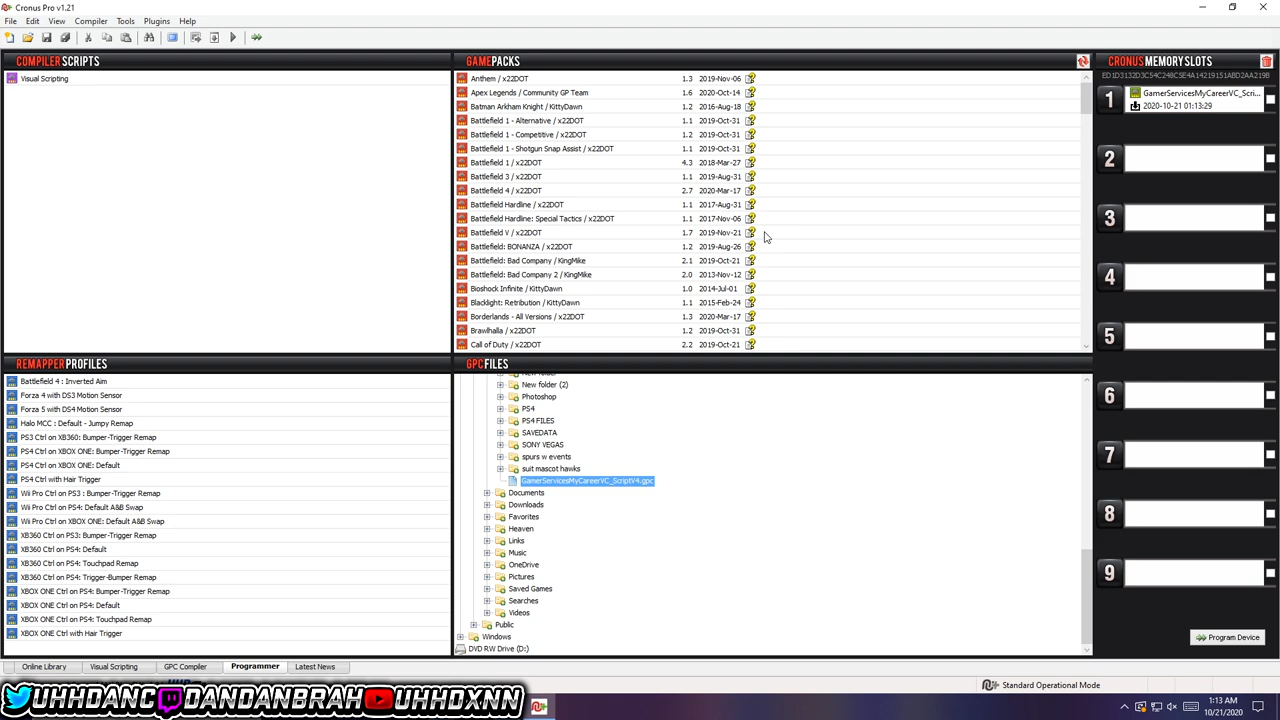 Cronus Pro v1.21
File Edit View Compiler Tools Plugins Help
COMPILERSCRIPTS
Visual Scripting
GAMEPACKS
Anthem / x22DOT 1.3 2019-Nov-06
Apex Legends / Community GP Team 1.6 2020-Oct-14
Batman Arkham Knight / KittyDawn 1.2 2016-Aug-18
Battlefield 1 - Alternative / x22DOT 1.1 2019-Oct-31
Battlefield 1 - Competitive / x22DOT 1.2 2019-Oct-31
Battlefield 1 - Shotgun Snap Assist / x22DOT 1.1 2019-Oct-31
Battlefield 1 / x22DOT 4.3 2018-Mar-27
Battlefield 3 / x22DOT 1.1 2019-Aug-31
Battlefield 4 / x22DOT 2.7 2020-Mar-17
Battlefield Hardline / x22DOT 1.1 2017-Aug-31
Battlefield Hardline: Special Tactics / x22DOT 1.1 2017-Nov-06
Battlefield V / x22DOT 1.7 2019-Nov-21
Battlefield: BONANZA / x22DOT 1.2 2019-Aug-26
Battlefield: Bad Company / KingMike 2.1 2019-Oct-21
Battlefield: Bad Company 2 / KingMike 2.0 2013-Nov-12
Bioshock Infinite / KittyDawn 1.0 2014-Jul-01
Blacklight: Retribution / KittyDawn 1.1 2015-Feb-24
Borderlands - All Versions / x22DOT 1.3 2020-Mar-17
Brawlhalla / x22DOT 1.2 2019-Oct-31
Call of Duty / x22DOT 2.2 2019-Oct-21
CRONUSMEMORYSLOTS
1 GamerServicesMyCareerVC_Scri...
2020-10-21 01:13:29
2
3
4
5
6
7
8
9
Program Device
REMAPPERPROFILES
Battlefield 4 : Inverted Aim
Forza 4 with DS3 Motion Sensor
Forza 5 with DS4 Motion Sensor
Halo MCC : Default - Jumpy Remap
PS3 Ctrl on XB360: Bumper-Trigger Remap
PS4 Ctrl on XBOX ONE: Bumper-Trigger Remap
PS4 Ctrl on XBOX ONE: Default
PS4 Ctrl with Hair Trigger
Wii Pro Ctrl on PS3 : Bumper-Trigger Remap
Wii Pro Ctrl on PS4: Default A&B Swap
Wii Pro Ctrl on XBOX ONE: Default A&B Swap
XB360 Ctrl on PS3: Bumper-Trigger Remap
XB360 Ctrl on PS4: Default
XB360 Ctrl on PS4: Touchpad Remap
XB360 Ctrl on PS4: Trigger-Bumper Remap
XBOX ONE Ctrl on PS4: Bumper-Trigger Remap
XBOX ONE Ctrl on PS4: Default
XBOX ONE Ctrl on PS4: Touchpad Remap
XBOX ONE Ctrl with Hair Trigger
GPCFILES
New folder
New folder (2)
Photoshop
PS4
PS4 FILES
SAVEDATA
SONY VEGAS
spurs w events
suit mascot hawks
GamerServicesMyCareerVC_ScriptV4.gpc
Documents
Downloads
Favorites
Heaven
Links
Music
OneDrive
Pictures
Saved Games
Searches
Videos
Public
Windows
DVD RW Drive (D:)
Online Library Visual Scripting GPC Compiler Programmer Latest News
Standard Operational Mode
UHHDANC DANDANBRAH UHHDXNN
1:13 AM
10/21/2020